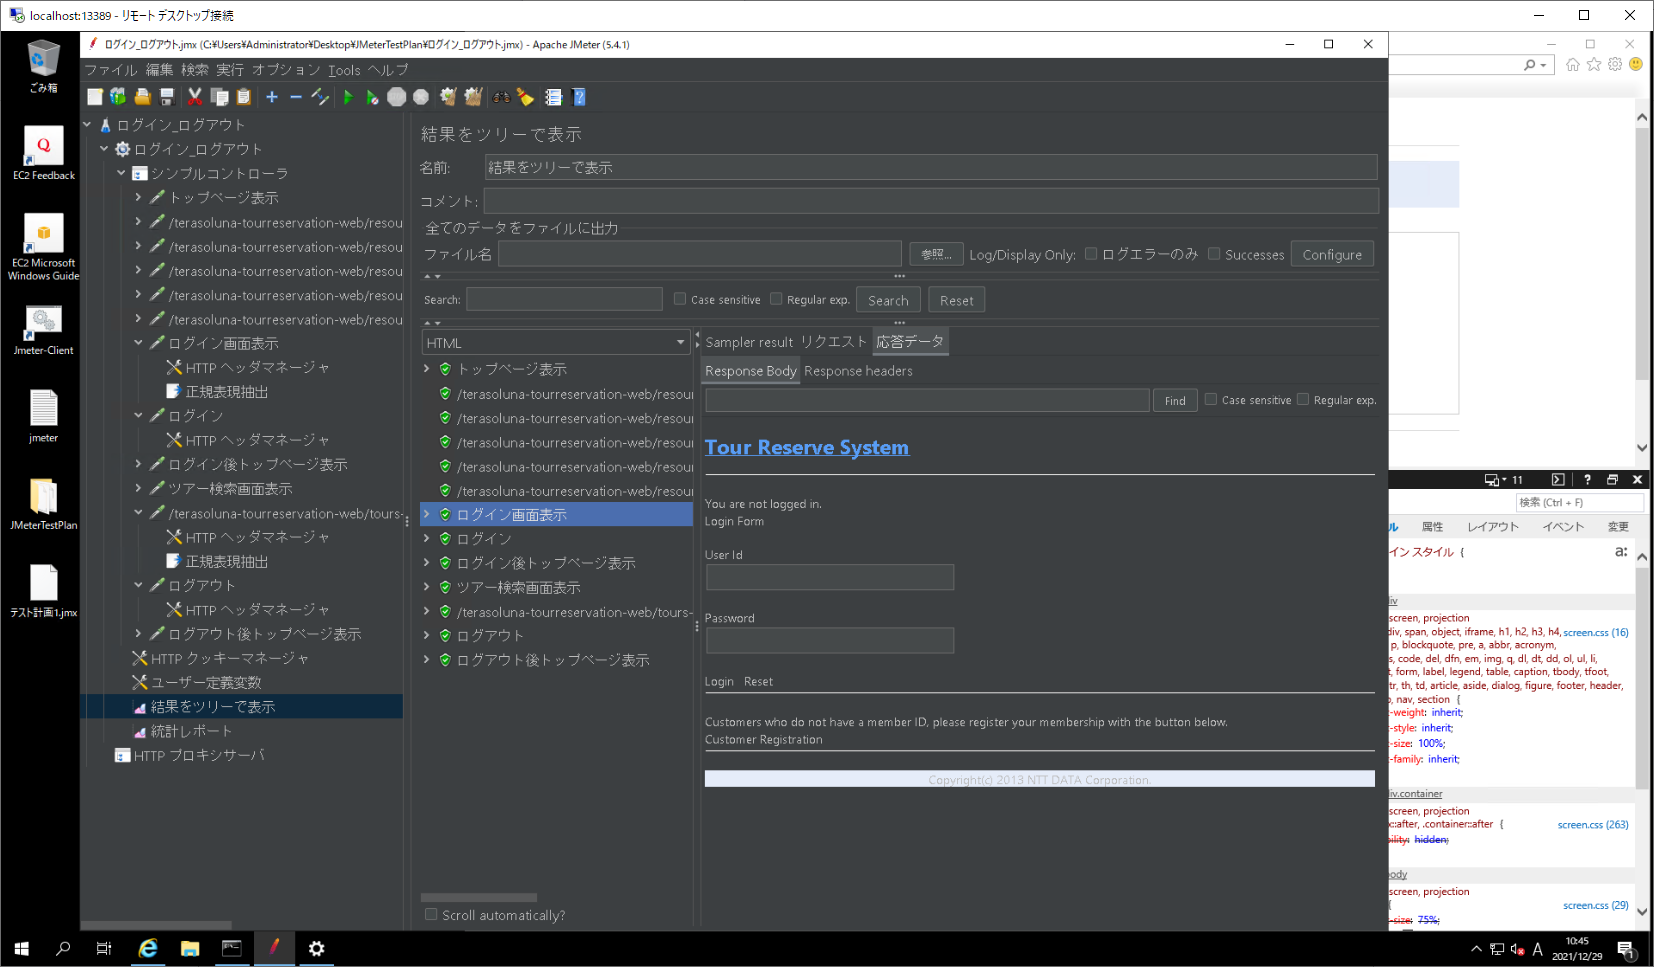 localhost:13389 - リモート デスクトップ接続
ログイン_ログアウト.jmx (C:¥Users¥Administrator¥Desktop¥JMeterTestPlan¥ログイン_ログアウト.jmx) - Apache JMeter (5.4.1)
ファイル 編集 検索 実行 オプション Tools ヘルプ
ごみ箱
EC2 Feedback
EC2 Microsoft
Windows Guide
Jmeter-Client
jmeter
JMeterTestPlan
テスト計画1.jmx
ログイン_ログアウト
ログイン_ログアウト
シンプルコントローラ
トップページ表示
/terasoluna-tourreservation-web/resou
/terasoluna-tourreservation-web/resou
/terasoluna-tourreservation-web/resou
/terasoluna-tourreservation-web/resou
/terasoluna-tourreservation-web/resou
ログイン画面表示
HTTP ヘッダマネージャ
正規表現抽出
ログイン
HTTP ヘッダマネージャ
ログイン後トップページ表示
ツアー検索画面表示
/terasoluna-tourreservation-web/tours-
HTTP ヘッダマネージャ
正規表現抽出
ログアウト
HTTP ヘッダマネージャ
ログアウト後トップページ表示
HTTP クッキーマネージャ
ユーザー定義変数
結果をツリーで表示
統計レポート
HTTP プロキシサーバ
結果をツリーで表示
名前: 結果をツリーで表示
コメント:
全てのデータをファイルに出力
ファイル名 参照... Log/Display Only: ログエラーのみ Successes Configure
Search: Case sensitive Regular exp. Search Reset
HTML
トップページ表示
/terasoluna-tourreservation-web/resour
/terasoluna-tourreservation-web/resour
/terasoluna-tourreservation-web/resour
/terasoluna-tourreservation-web/resour
/terasoluna-tourreservation-web/resour
ログイン画面表示
ログイン
ログイン後トップページ表示
ツアー検索画面表示
/terasoluna-tourreservation-web/tours-
ログアウト
ログアウト後トップページ表示
Scroll automatically?
Sampler result リクエスト 応答データ
Response Body Response headers
Find Case sensitive Regular exp.
Tour Reserve System
You are not logged in.
Login Form
User Id
Password
Login Reset
Customers who do not have a member ID, please register your membership with the button below.
Customer Registration
Copyright(c) 2013 NTT DATA Corporation.
11 ?
検索 (Ctrl + F)
ル 属性 レイアウト イベント 変更
イン スタイル { a:
iv
screen, projection
div, span, object, iframe, h1, h2, h3, h4, screen.css (16)
p, blockquote, pre, a, abbr, acronym,
s, code, del, dfn, em, img, q, dl, dt, dd, ol, ul, li,
t, form, label, legend, table, caption, tbody, tfoot,
tr, th, td, article, aside, dialog, figure, footer, header,
p, nav, section {
t-weight: inherit;
t-style: inherit;
t-size: 100%;
t-family: inherit;
div.container
screen, projection
x::after, .container::after { screen.css (263)
bility: hidden;
body
screen, projection
{ screen.css (29)
t-size: 75%;
A
10:45
2021/12/29
1